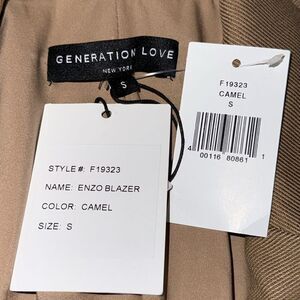 GENERATION LOVE
NEW YORK
S
F19323
CAMEL
S
4 00116 80861 1
STYLE#: F19323
NAME: ENZO BLAZER
COLOR: CAMEL
SIZE: S